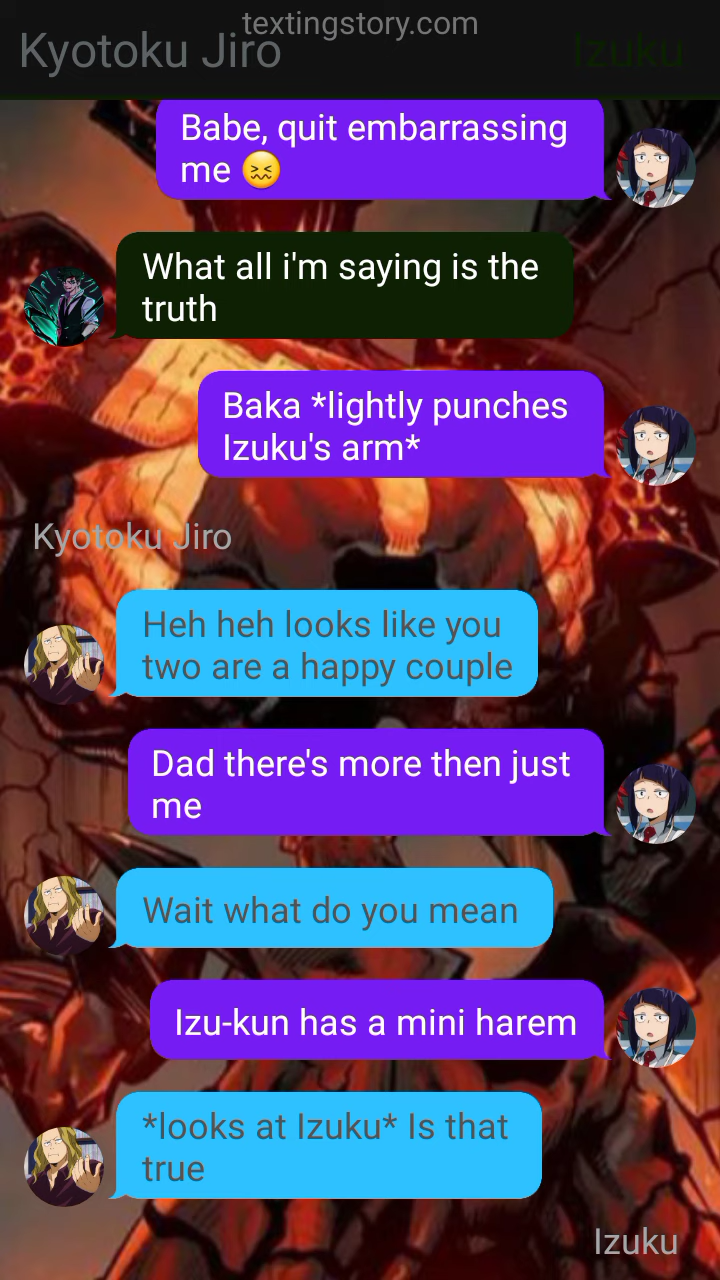 textingstory.com
Kyotoku Jiro
Izuku
Babe, quit embarrassing
me 😖
What all i'm saying is the
truth
Baka *lightly punches
Izuku's arm*
Kyotoku Jiro
Heh heh looks like you
two are a happy couple
Dad there's more then just
me
Wait what do you mean
Izu-kun has a mini harem
*looks at Izuku* Is that
true
Izuku